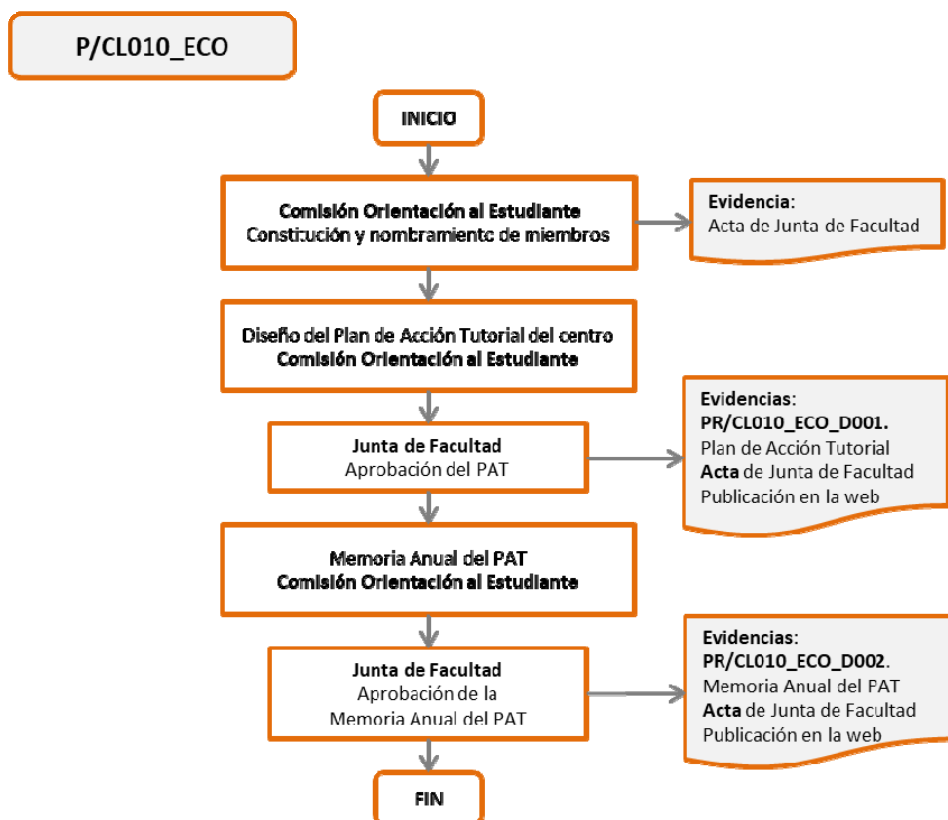 P/CL010_ECO
INICIO
Comisión Orientación al Estudiante
Constitución y nombramiento de miembros
Evidencia:
Acta de Junta de Facultad
Diseño del Plan de Acción Tutorial del centro
Comisión Orientación al Estudiante
Junta de Facultad
Aprobación del PAT
Evidencias:
PR/CL010_ECO_D001.
Plan de Acción Tutorial
Acta de Junta de Facultad
Publicación en la web
Memoria Anual del PAT
Comisión Orientación al Estudiante
Junta de Facultad
Aprobación de la
Memoria Anual del PAT
Evidencias:
PR/CL010_ECO_D002.
Memoria Anual del PAT
Acta de Junta de Facultad
Publicación en la web
FIN